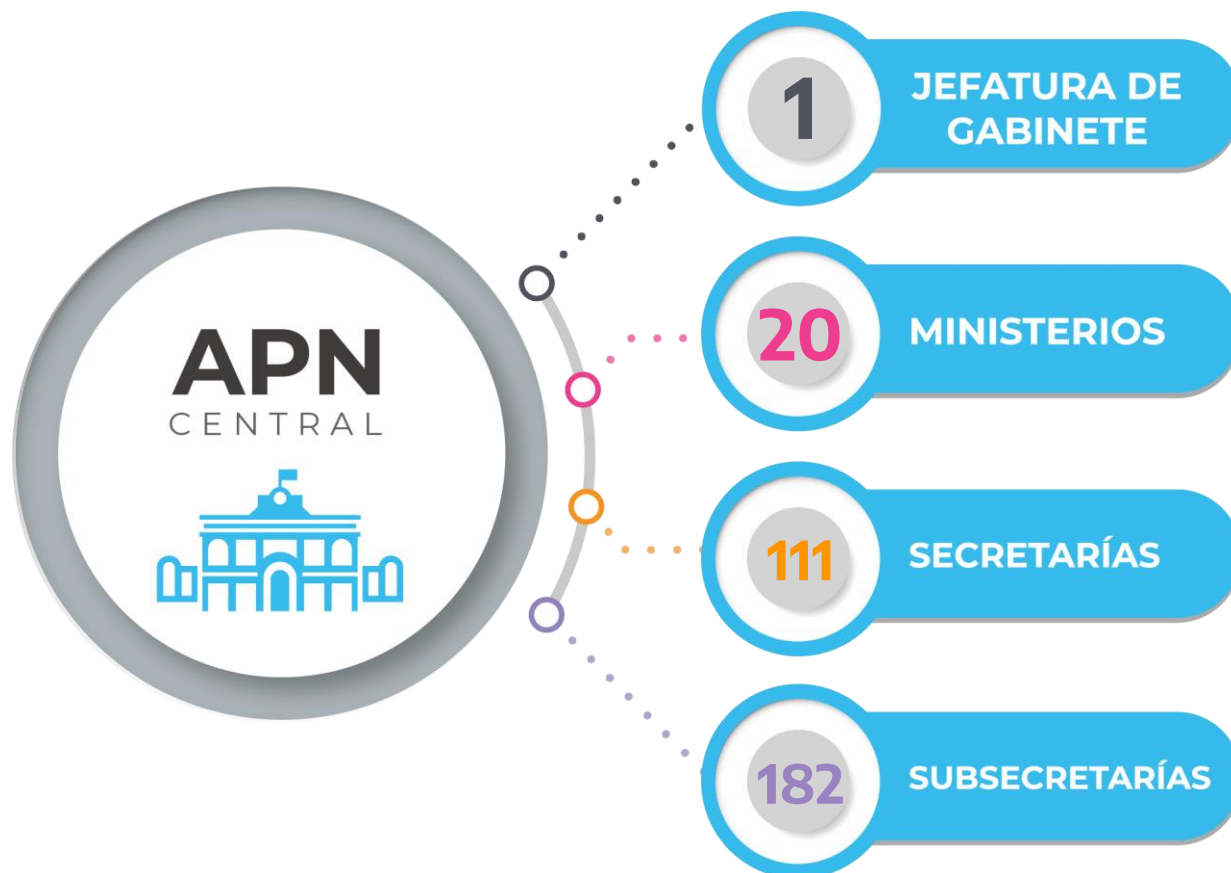 APN
CENTRAL
1
JEFATURA DE
GABINETE
20
MINISTERIOS
111
SECRETARÍAS
182
SUBSECRETARÍAS